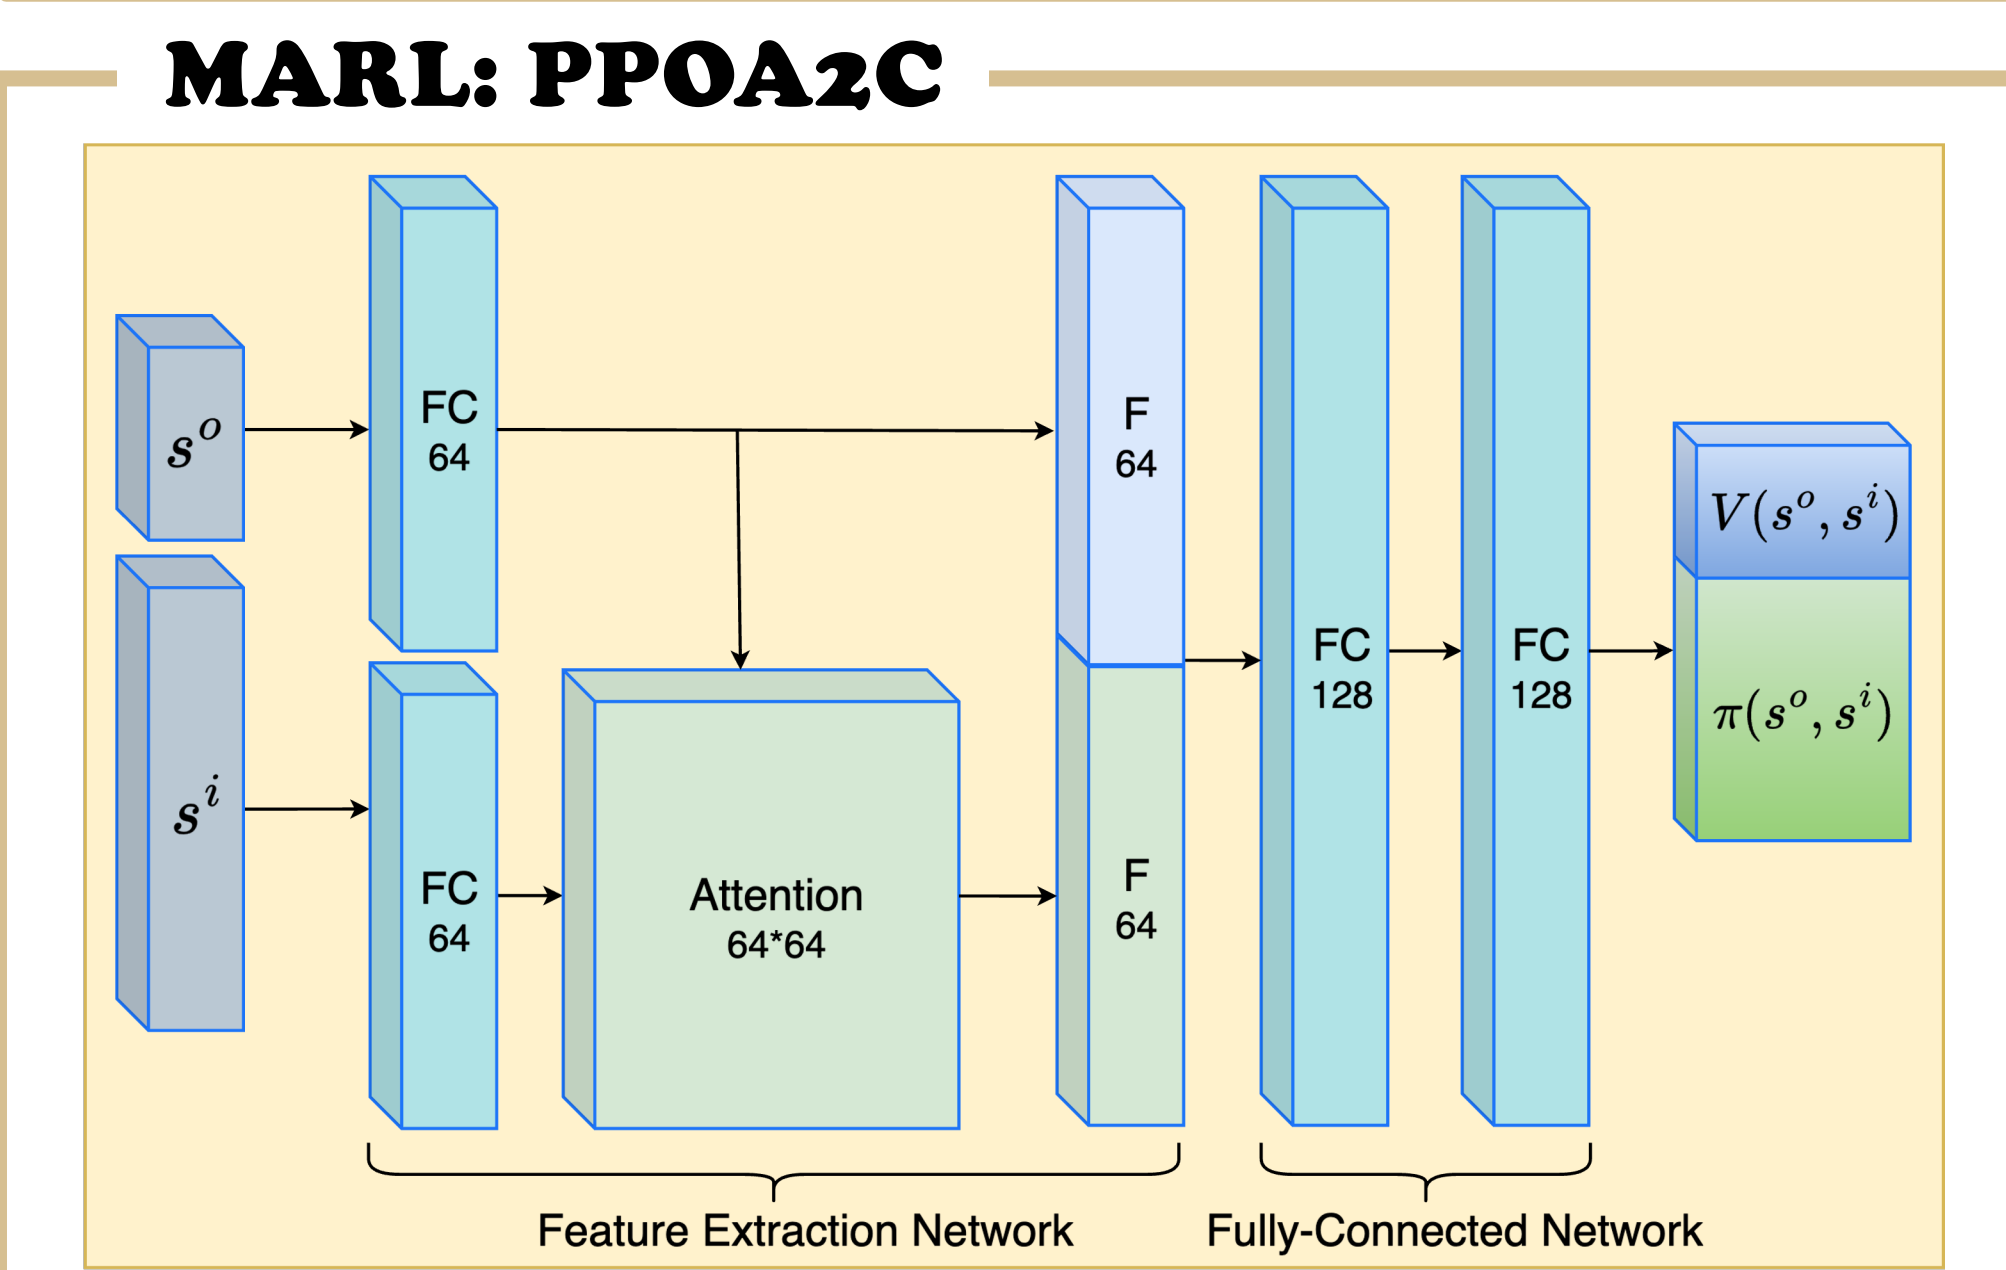 MARL: PPOA2C
s^o
FC
64
F
64
s^i
FC
64
Attention
64*64
F
64
FC
128
FC
128
V(s^o, s^i)
π(s^o, s^i)
Feature Extraction Network
Fully-Connected Network